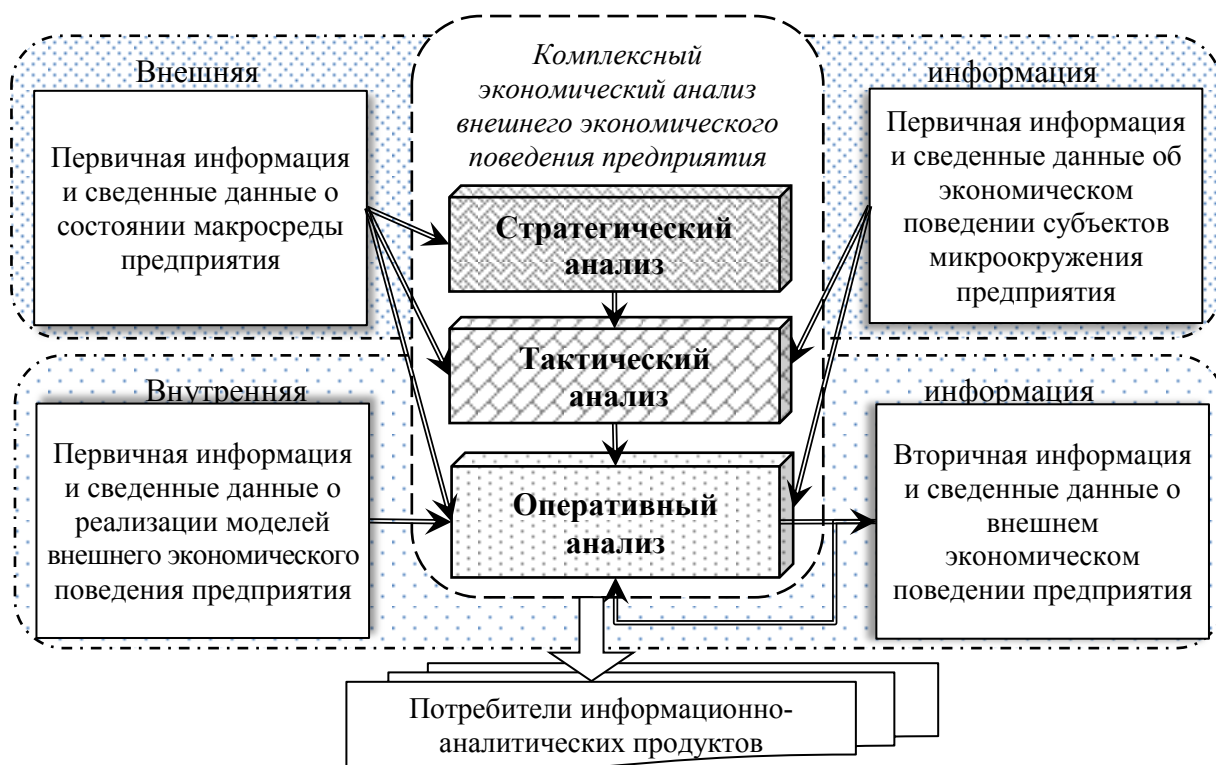 Комплексный
экономический анализ
внешнего экономического
поведения предприятия
Внешняя
информация
Первичная информация
и сведенные данные о
состоянии макросреды
предприятия
Стратегический
анализ
Первичная информация
и сведенные данные об
экономическом
поведении субъектов
микроокружения
предприятия
Тактический
анализ
Внутренняя
информация
Первичная информация
и сведенные данные о
реализации моделей
внешнего экономического
поведения предприятия
Оперативный
анализ
Вторичная информация
и сведенные данные о
внешнем
экономическом
поведении предприятия
Потребители информационно-
аналитических продуктов